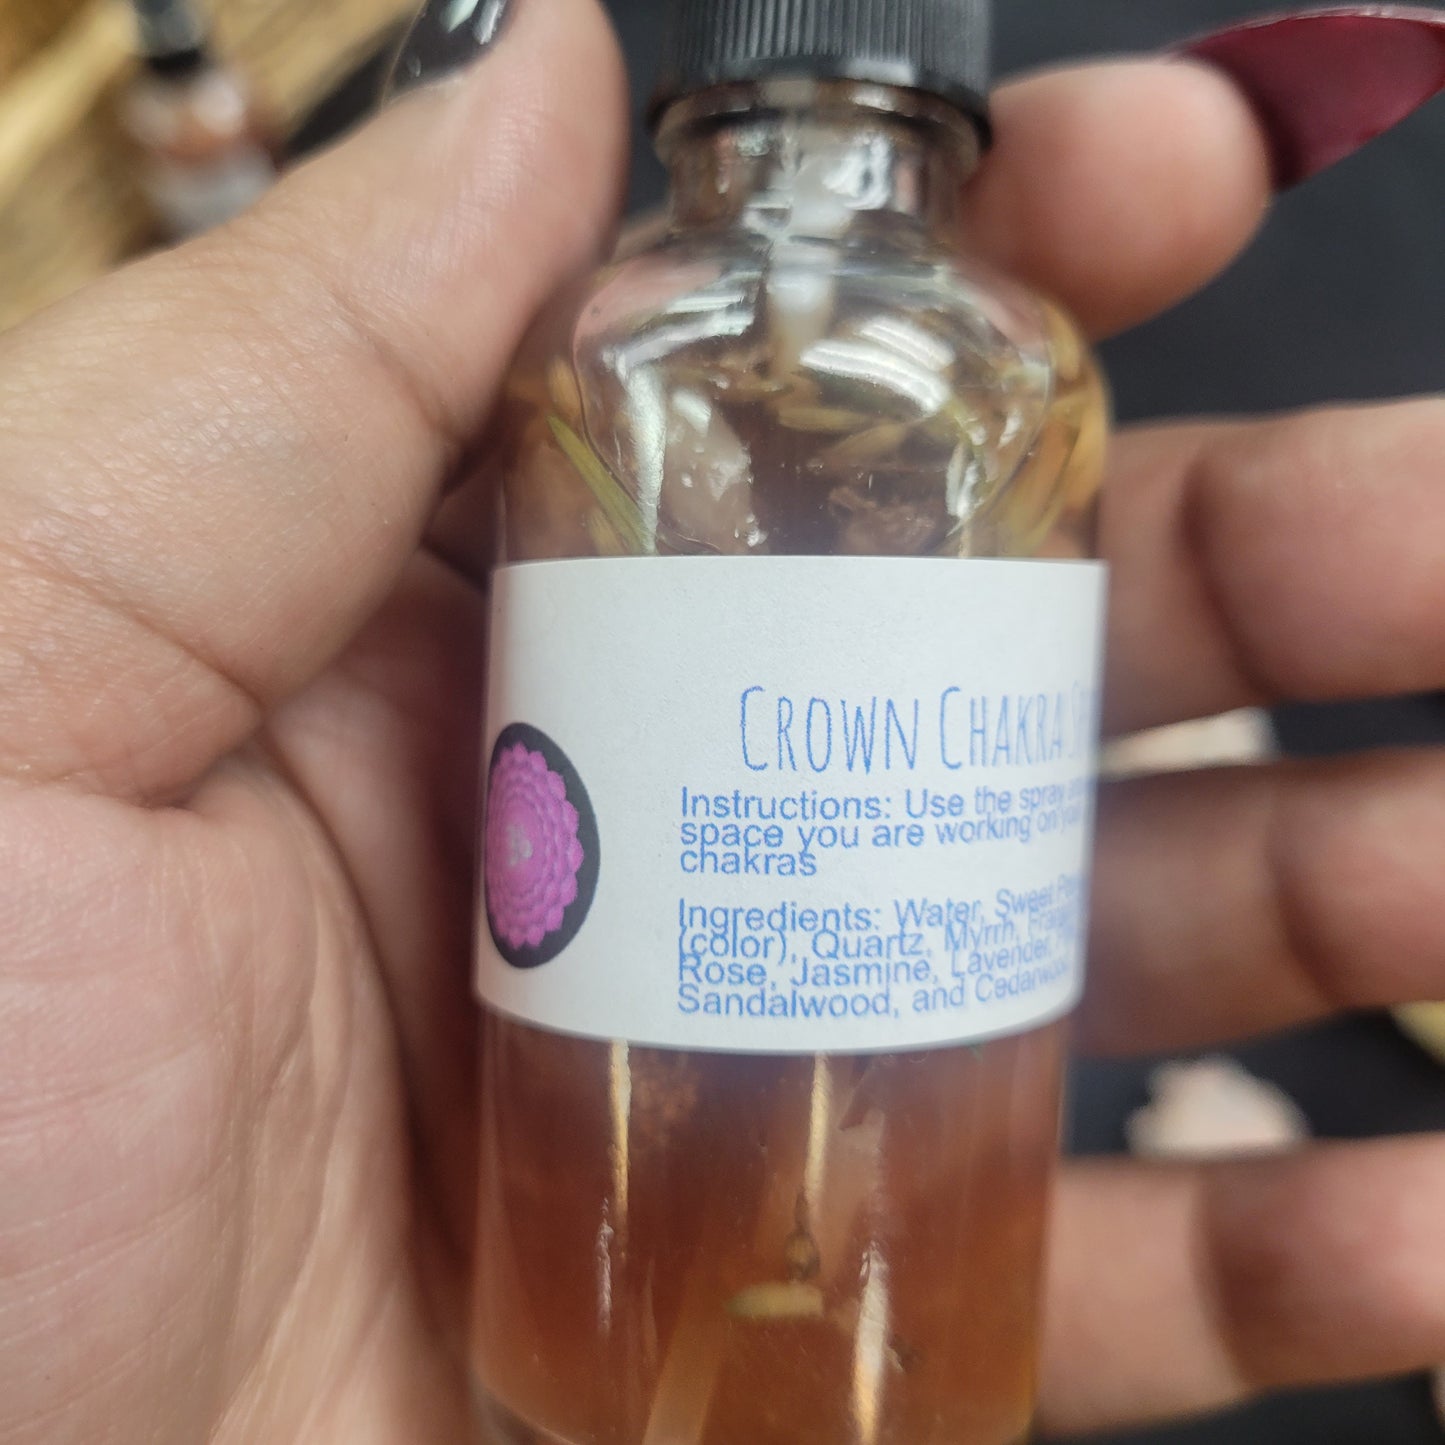 Crown Chakra
Instructions: Use the spray
space you are working on
chakras
Ingredients: Water, Sweet
(color), Quartz, Myrrh,
Rose, Jasmine, Lavender,
Sandalwood, and Cedarwood